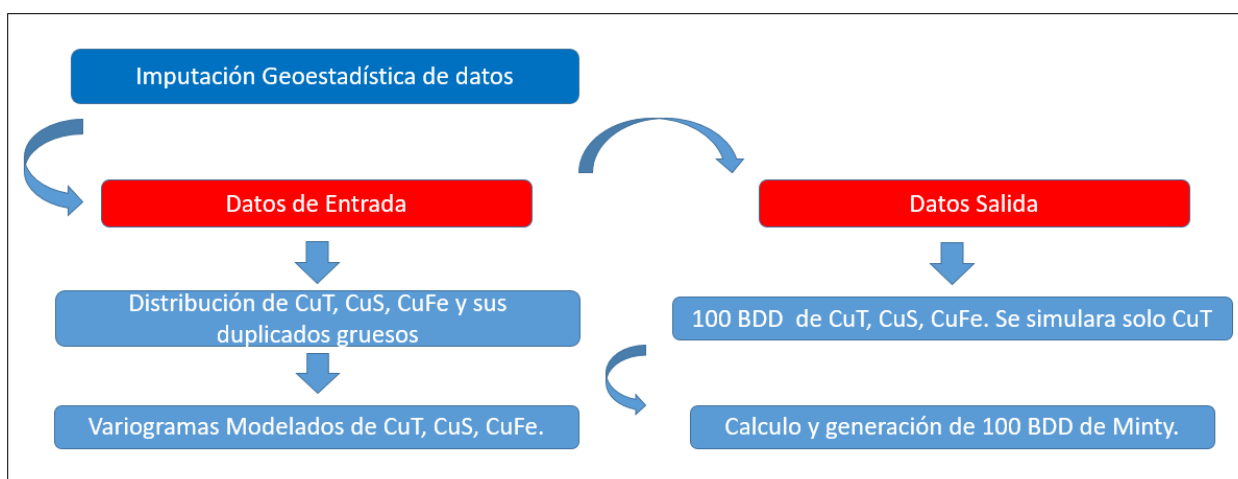 Imputación Geoestadística de datos
Datos de Entrada
Distribución de CuT, CuS, CuFe y sus
duplicados gruesos
Variogramas Modelados de CuT, CuS, CuFe.
Datos Salida
100 BDD de CuT, CuS, CuFe. Se simulara solo CuT
Calculo y generación de 100 BDD de Minty.